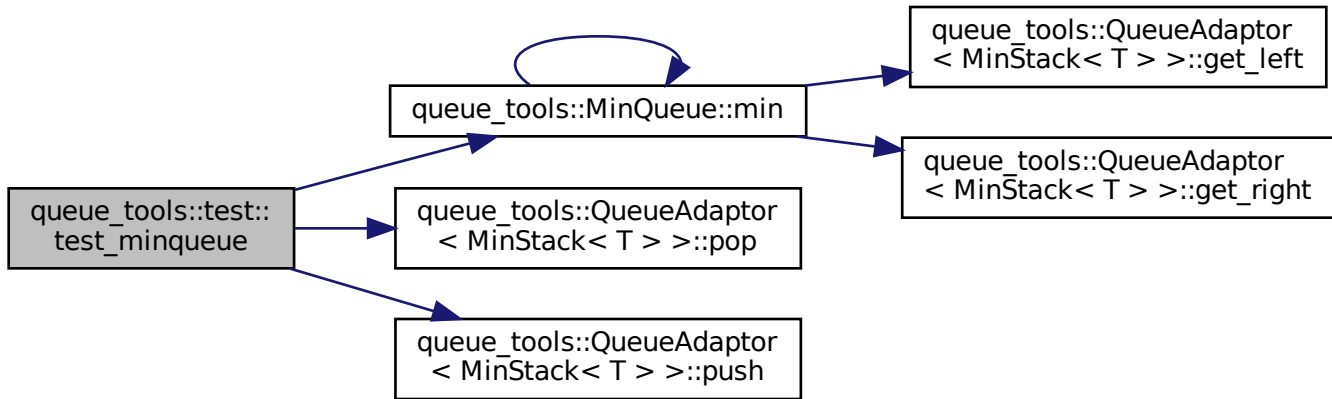 queue_tools::test::
test_minqueue
queue_tools::MinQueue::min
queue_tools::QueueAdaptor
< MinStack< T > >::pop
queue_tools::QueueAdaptor
< MinStack< T > >::push
queue_tools::QueueAdaptor
< MinStack< T > >::get_left
queue_tools::QueueAdaptor
< MinStack< T > >::get_right